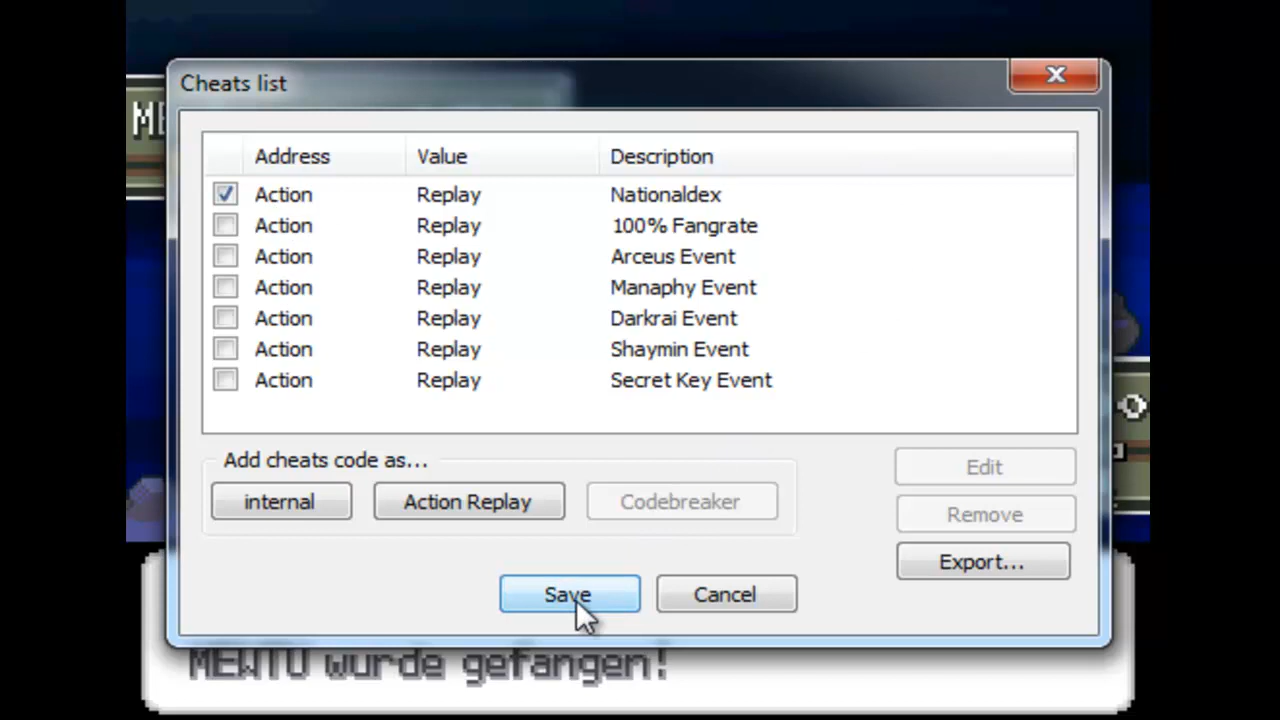 Cheats list
Address Value Description
Action Replay Nationaldex
Action Replay 100% Fangrate
Action Replay Arceus Event
Action Replay Manaphy Event
Action Replay Darkrai Event
Action Replay Shaymin Event
Action Replay Secret Key Event
Add cheats code as...
internal Action Replay Codebreaker
Edit
Remove
Export...
Save Cancel
MEWTU wurde gefangen!